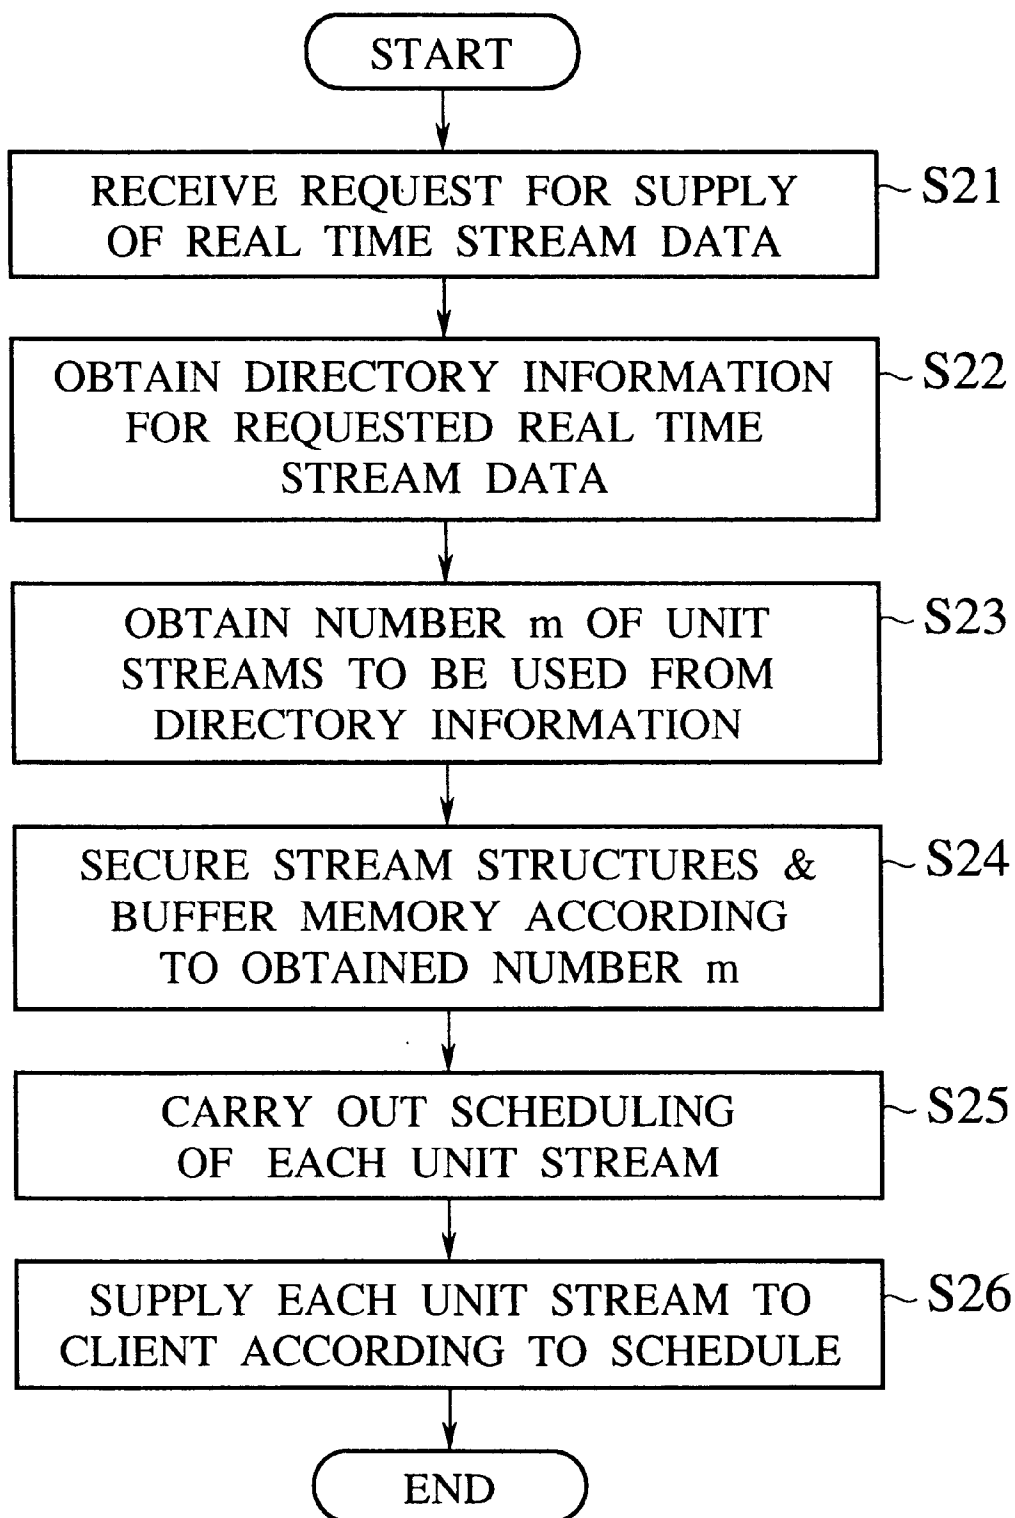 START
RECEIVE REQUEST FOR SUPPLY
OF REAL TIME STREAM DATA
S21
OBTAIN DIRECTORY INFORMATION
FOR REQUESTED REAL TIME
STREAM DATA
S22
OBTAIN NUMBER m OF UNIT
STREAMS TO BE USED FROM
DIRECTORY INFORMATION
S23
SECURE STREAM STRUCTURES &
BUFFER MEMORY ACCORDING
TO OBTAINED NUMBER m
S24
CARRY OUT SCHEDULING
OF EACH UNIT STREAM
S25
SUPPLY EACH UNIT STREAM TO
CLIENT ACCORDING TO SCHEDULE
S26
END